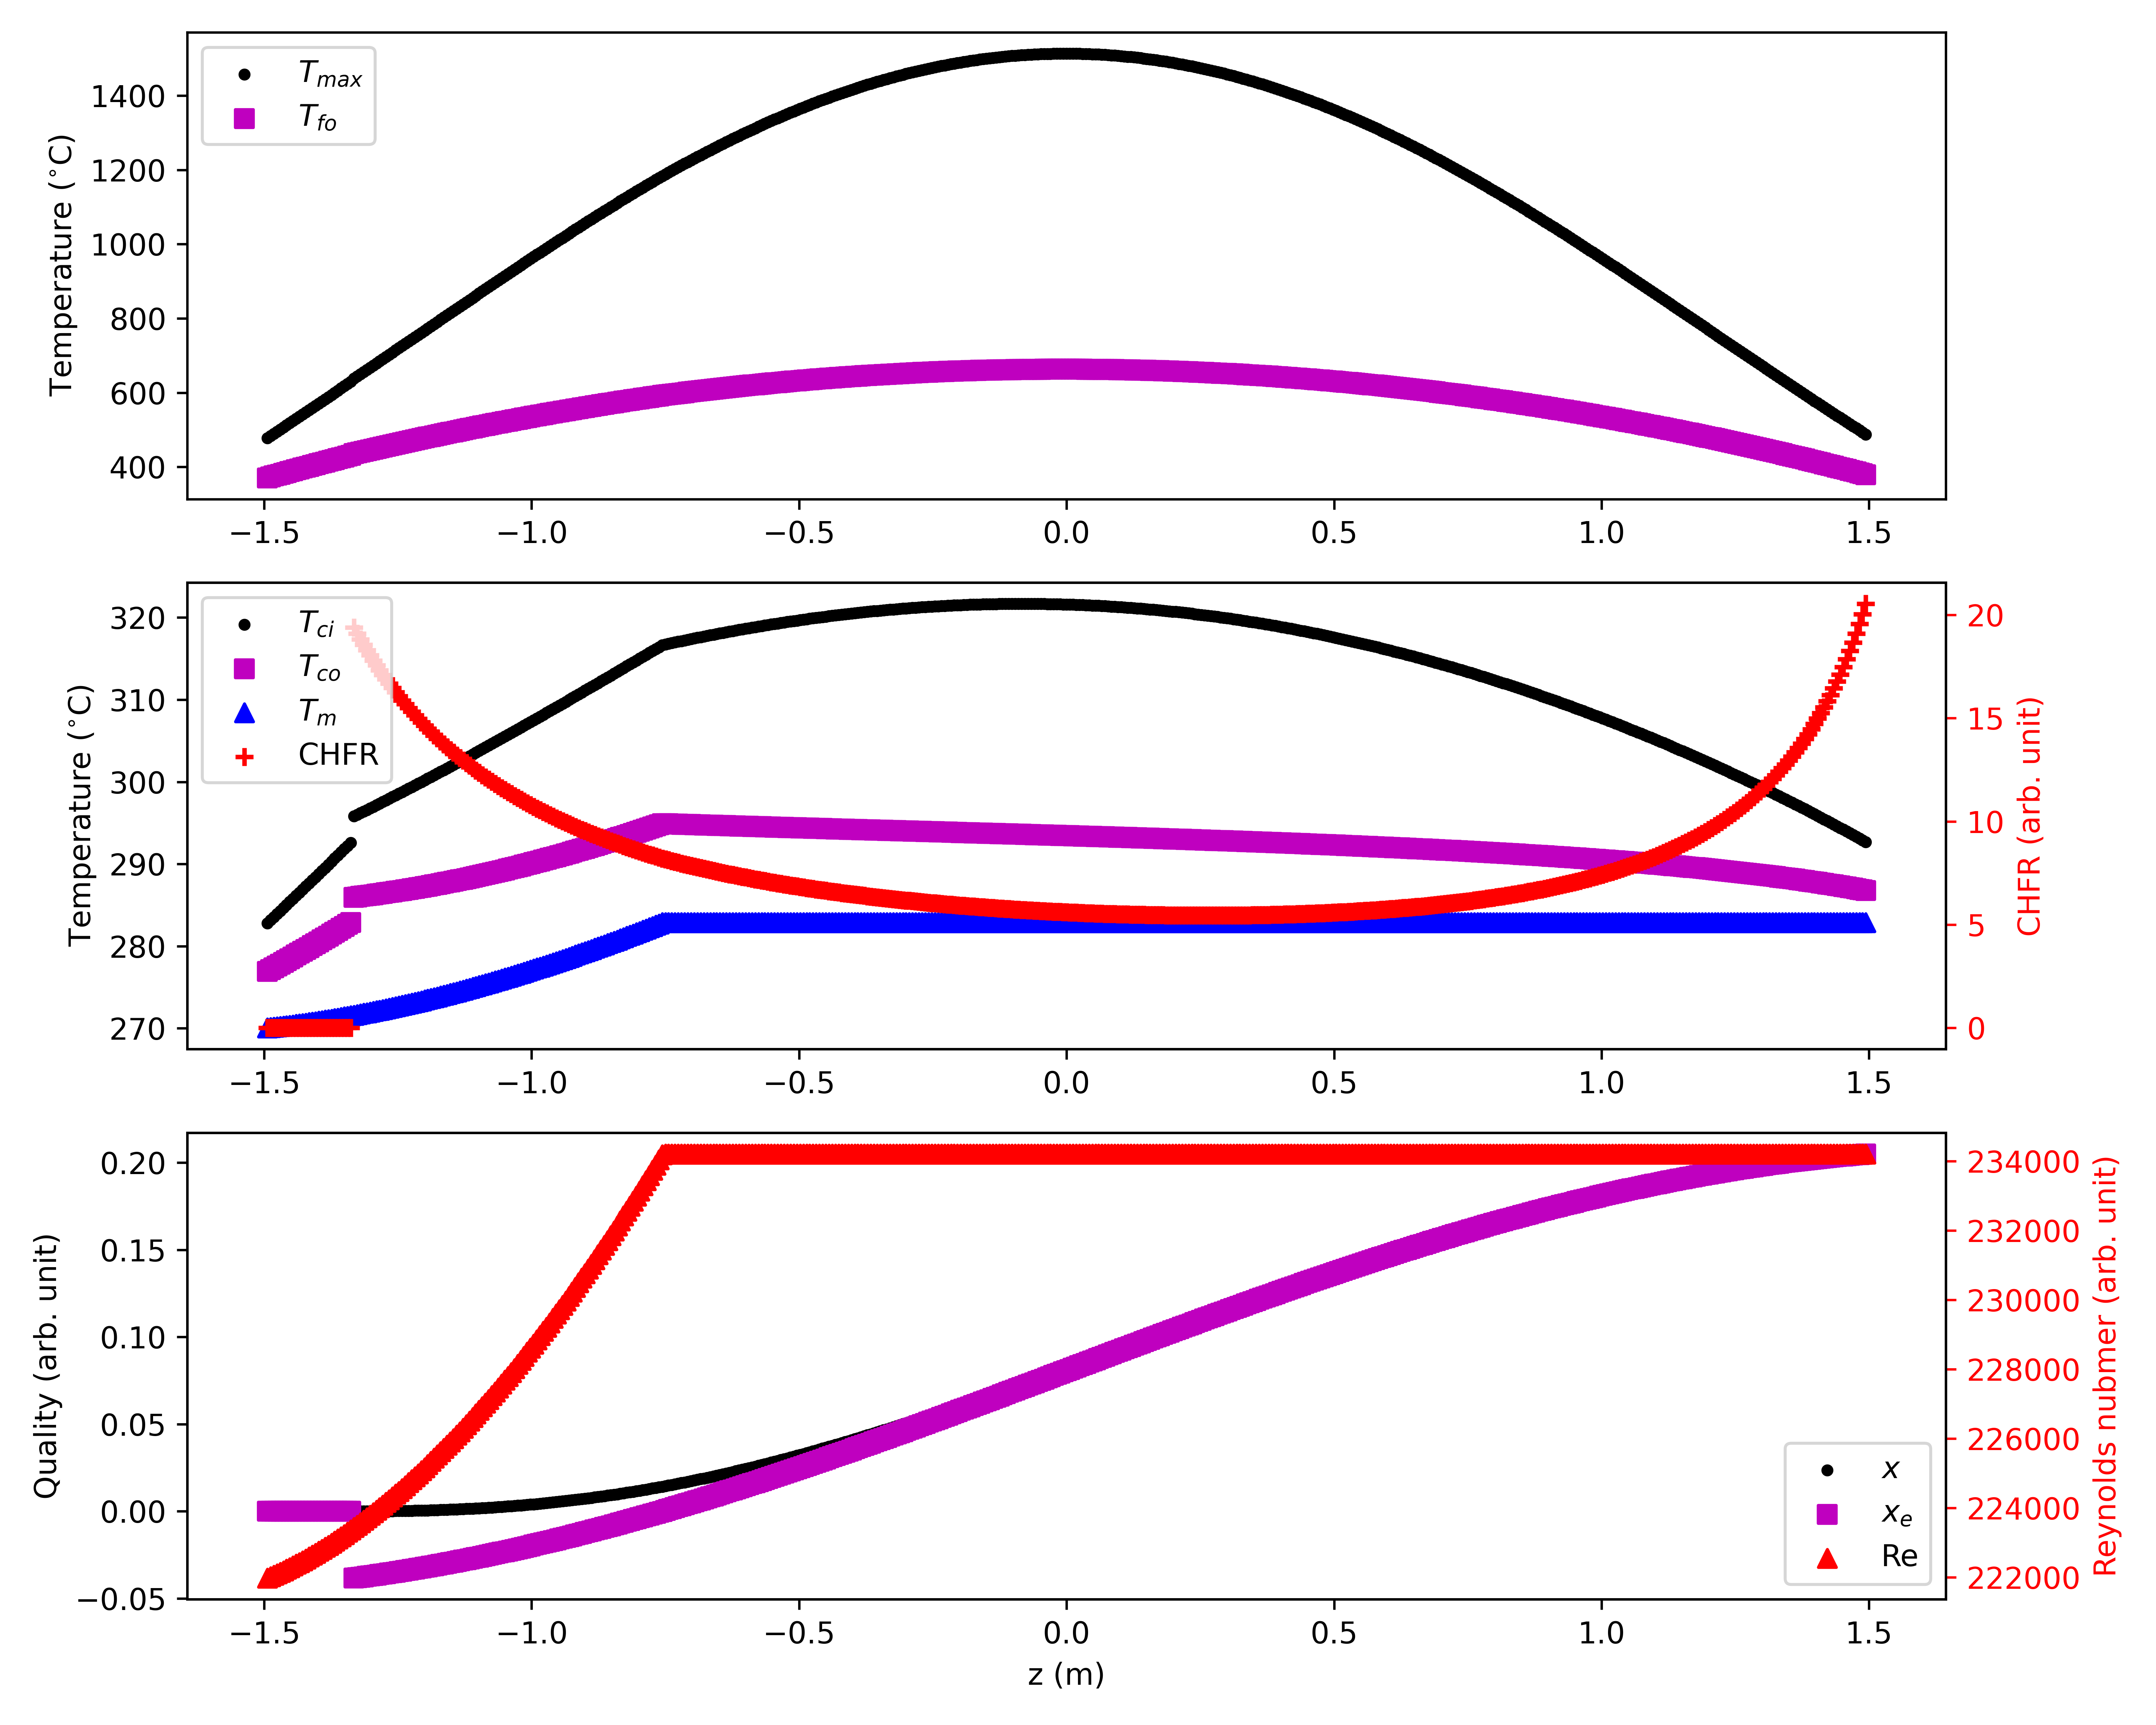 Temperature (°C)
1400
1200
1000
800
600
400
T_max
T_fo
−1.5 −1.0 −0.5 0.0 0.5 1.0 1.5
Temperature (°C)
320
310
300
290
280
270
T_ci
T_co
T_m
CHFR
20
15
10
5
0
CHFR (arb. unit)
−1.5 −1.0 −0.5 0.0 0.5 1.0 1.5
Quality (arb. unit)
0.20
0.15
0.10
0.05
0.00
−0.05
x
x_e
Re
234000
232000
230000
228000
226000
224000
222000
Reynolds nubmer (arb. unit)
−1.5 −1.0 −0.5 0.0 0.5 1.0 1.5
z (m)